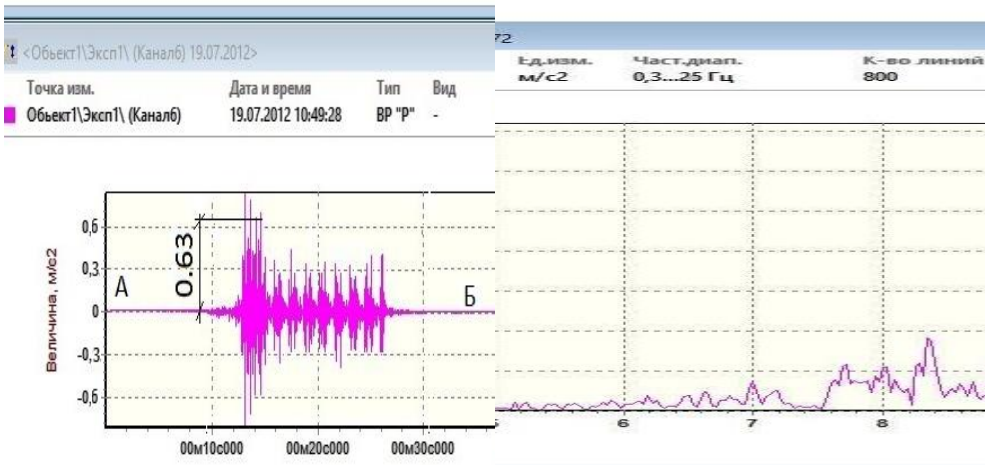 <Обьект1\Эксп1\ (Канал6) 19.07.2012>
Точка изм. Дата и время Тип Вид
Обьект1\Эксп1\ (Канал6) 19.07.2012 10:49:28 ВР "Р" -
Величина, м/с2
0,6
0,3
0
-0,3
-0,6
0.63
А
Б
00м10с000 00м20с000 00м30с000
72
Ед.изм. Част.диап. К-во линий
м/с2 0,3...25 Гц 800
6 7 8